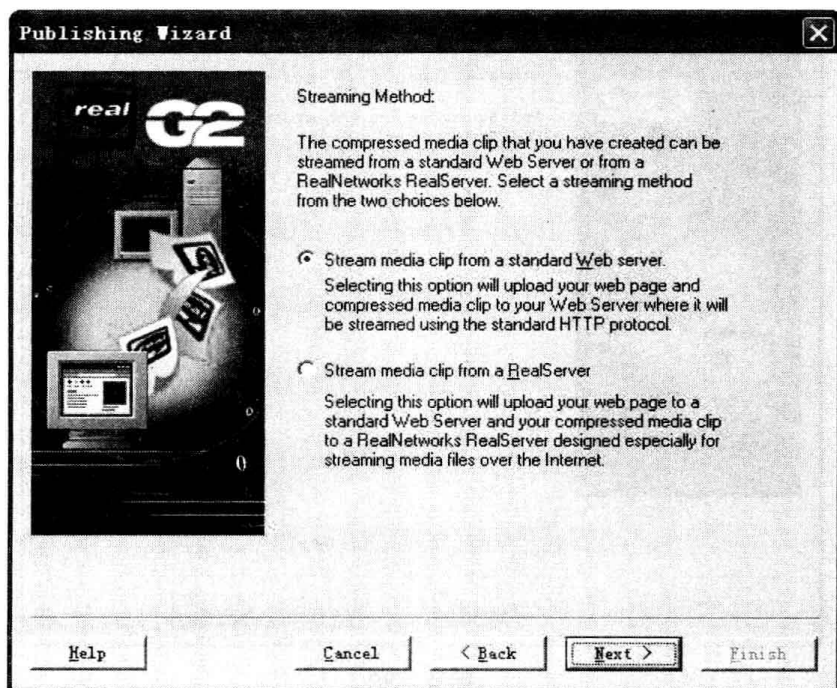 Publishing Wizard
real G2
Streaming Method:
The compressed media clip that you have created can be
streamed from a standard Web Server or from a
RealNetworks RealServer. Select a streaming method
from the two choices below.
Stream media clip from a standard Web server.
Selecting this option will upload your web page and
compressed media clip to your Web Server where it will
be streamed using the standard HTTP protocol.
Stream media clip from a RealServer
Selecting this option will upload your web page to a
standard Web Server and your compressed media clip
to a RealNetworks RealServer designed especially for
streaming media files over the Internet.
Help
Cancel
< Back
Next >
Finish